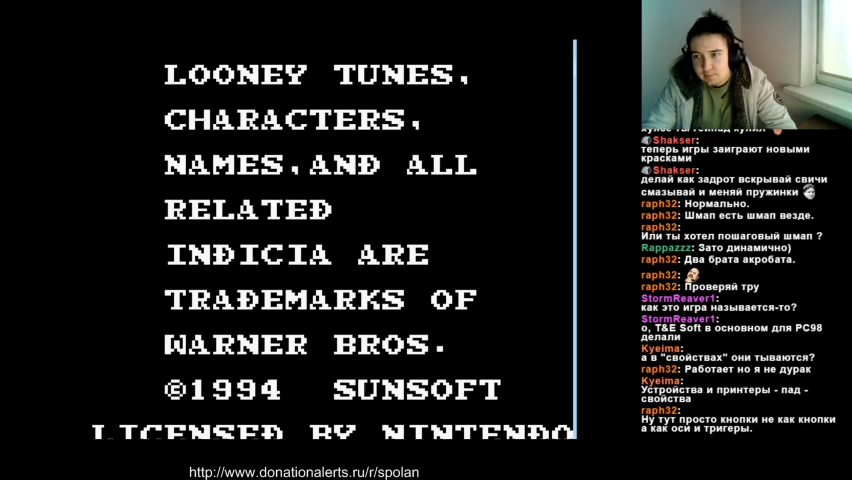 LOONEY TUNES,
CHARACTERS,
NAMES,AND ALL
RELATED
INDICIA ARE
TRADEMARKS OF
WARNER BROS.
©1994 SUNSOFT
LICENSED BY NINTENDO
http://www.donationalerts.ru/r/spolan
Shakser:
теперь игры заиграют новыми
красками
Shakser:
делай как задрот вскрывай свичи
смазывай и меняй пружинки
raph32: Нормально.
raph32: Шмап есть шмап везде.
raph32:
Или ты хотел пошаговый шмап ?
Rappazzz: Зато динамично)
raph32: Два брата акробата.
raph32:
raph32: Проверяй тру
StormReaver1:
как это игра называется-то?
StormReaver1:
о, T&E Soft в основном для PC98
делали
Kyeima:
а в "свойствах" они тываются?
raph32: Работает но я не дурак
Kyeima:
Устройства и принтеры - пад -
свойства
raph32:
Ну тут просто кнопки не как кнопки
а как оси и тригеры.